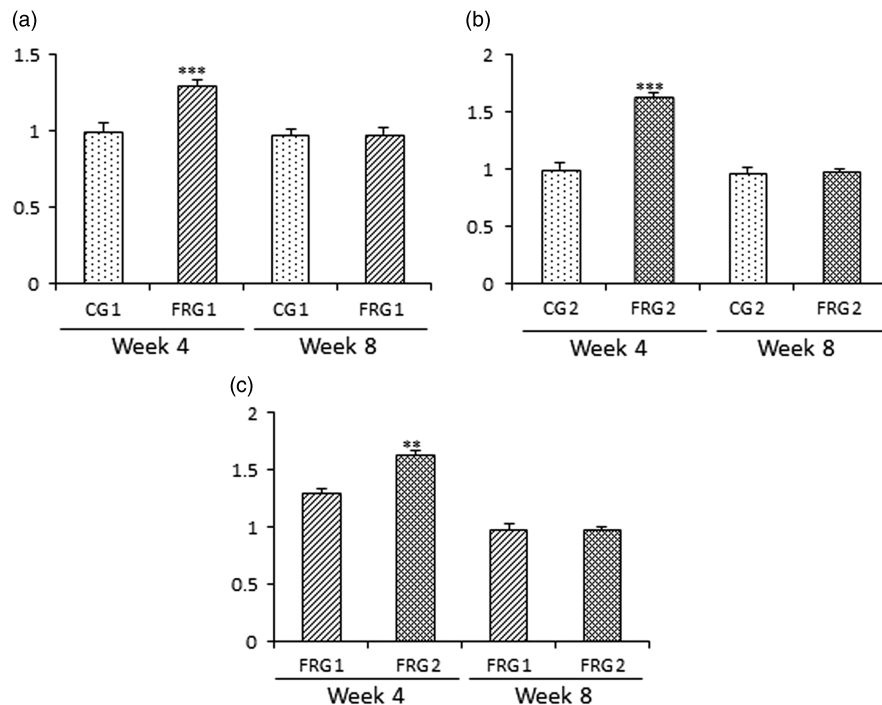 (a)
1.5
1
0.5
0
***
CG1 FRG1 CG1 FRG1
Week 4 Week 8
(b)
2
1.5
1
0.5
0
***
CG2 FRG2 CG2 FRG2
Week 4 Week 8
(c)
2
1.5
1
0.5
0
**
FRG1 FRG2 FRG1 FRG2
Week 4 Week 8